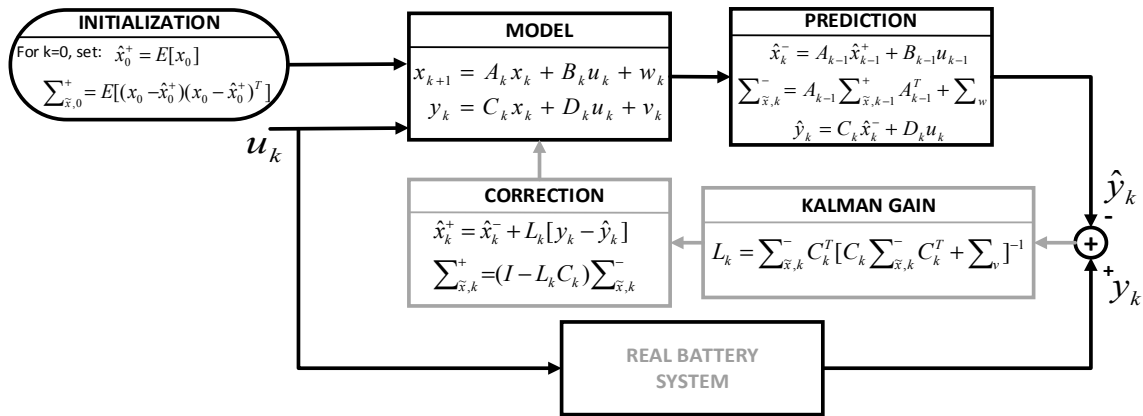 INITIALIZATION
For k=0, set: x̂₀⁺ = E[x₀]
∑⁺ₓ̃,₀ = E[(x₀ − x̂₀⁺)(x₀ − x̂₀⁺)ᵀ]
u_k
MODEL
x_{k+1} = A_k x_k + B_k u_k + w_k
y_k = C_k x_k + D_k u_k + v_k
PREDICTION
x̂_k⁻ = A_{k−1} x̂⁺_{k−1} + B_{k−1} u_{k−1}
∑⁻_{x̃,k} = A_{k−1} ∑⁺_{x̃,k−1} Aᵀ_{k−1} + ∑_w
ŷ_k = C_k x̂_k⁻ + D_k u_k
CORRECTION
x̂_k⁺ = x̂_k⁻ + L_k[y_k − ŷ_k]
∑⁺_{x̃,k} =(I − L_k C_k) ∑⁻_{x̃,k}
KALMAN GAIN
L_k = ∑⁻_{x̃,k} C_kᵀ[C_k ∑⁻_{x̃,k} C_kᵀ + ∑_v]⁻¹
ŷ_k
-
+
+
y_k
REAL BATTERY
SYSTEM